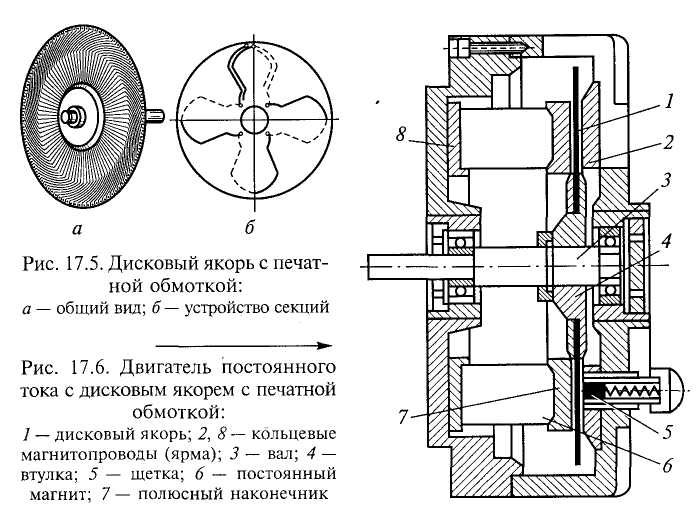 а
б
Рис. 17.5. Дисковый якорь с печат-
ной обмоткой:
а — общий вид; б — устройство секций
Рис. 17.6. Двигатель постоянного
тока с дисковым якорем с печатной
обмоткой:
1 — дисковый якорь; 2, 8 — кольцевые
магнитопроводы (ярма); 3 — вал; 4 —
втулка; 5 — щетка; 6 — постоянный
магнит; 7 — полюсный наконечник
1
8
2
3
4
7
5
6